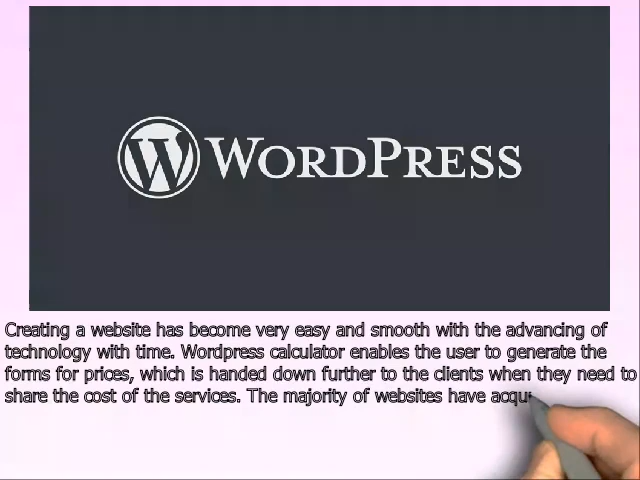 WORDPRESS
Creating a website has become very easy and smooth with the advancing of
technology with time. Wordpress calculator enables the user to generate the
forms for prices, which is handed down further to the clients when they need to
share the cost of the services. The majority of websites have acqu